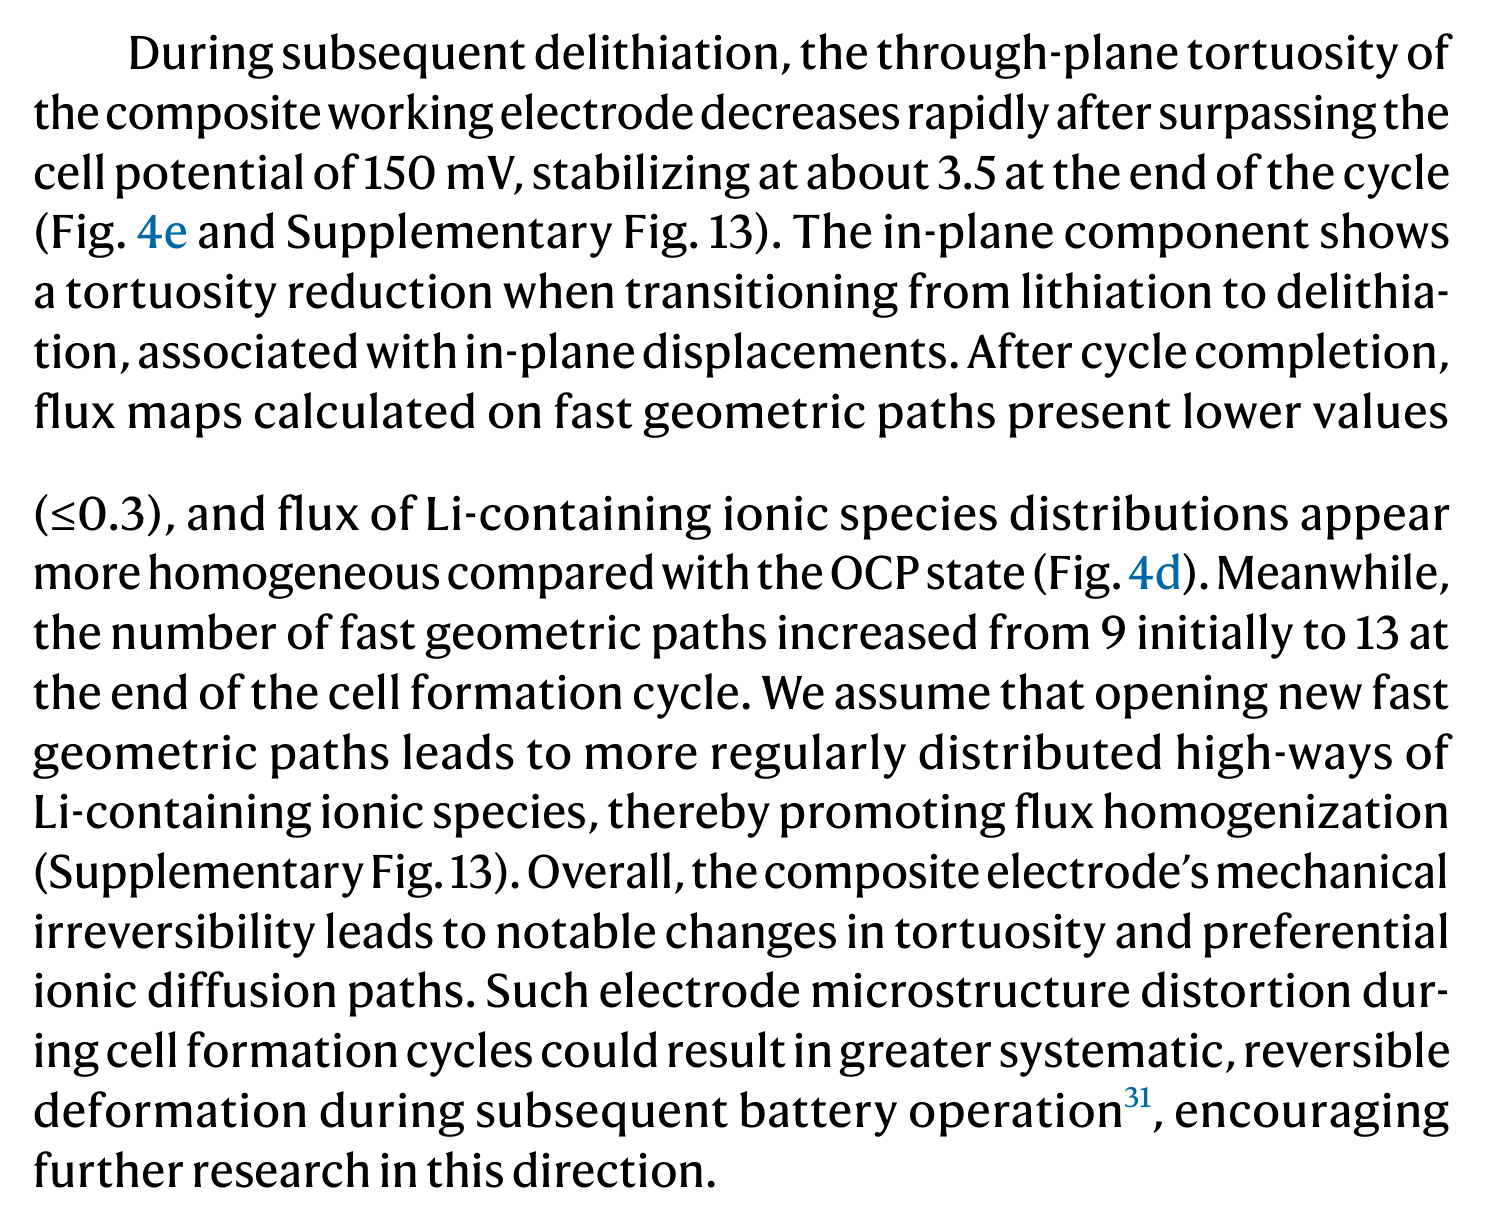 During subsequent delithiation, the through-plane tortuosity of
the composite working electrode decreases rapidly after surpassing the
cell potential of 150 mV, stabilizing at about 3.5 at the end of the cycle
(Fig. 4e and Supplementary Fig. 13). The in-plane component shows
a tortuosity reduction when transitioning from lithiation to delithia-
tion, associated with in-plane displacements. After cycle completion,
flux maps calculated on fast geometric paths present lower values
(≤0.3), and flux of Li-containing ionic species distributions appear
more homogeneous compared with the OCP state (Fig. 4d). Meanwhile,
the number of fast geometric paths increased from 9 initially to 13 at
the end of the cell formation cycle. We assume that opening new fast
geometric paths leads to more regularly distributed high-ways of
Li-containing ionic species, thereby promoting flux homogenization
(Supplementary Fig. 13). Overall, the composite electrode’s mechanical
irreversibility leads to notable changes in tortuosity and preferential
ionic diffusion paths. Such electrode microstructure distortion dur-
ing cell formation cycles could result in greater systematic, reversible
deformation during subsequent battery operation31, encouraging
further research in this direction.